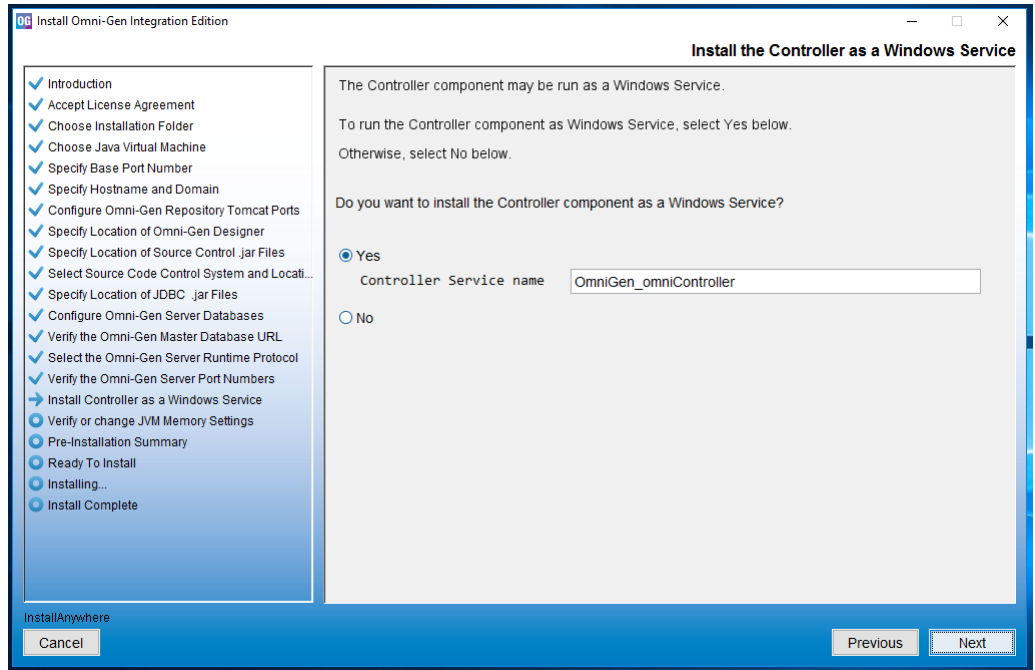 OG Install Omni-Gen Integration Edition
Install the Controller as a Windows Service
Introduction
Accept License Agreement
Choose Installation Folder
Choose Java Virtual Machine
Specify Base Port Number
Specify Hostname and Domain
Configure Omni-Gen Repository Tomcat Ports
Specify Location of Omni-Gen Designer
Specify Location of Source Control .jar Files
Select Source Code Control System and Locati...
Specify Location of JDBC .jar Files
Configure Omni-Gen Server Databases
Verify the Omni-Gen Master Database URL
Select the Omni-Gen Server Runtime Protocol
Verify the Omni-Gen Server Port Numbers
Install Controller as a Windows Service
Verify or change JVM Memory Settings
Pre-Installation Summary
Ready To Install
Installing...
Install Complete
The Controller component may be run as a Windows Service.
To run the Controller component as Windows Service, select Yes below.
Otherwise, select No below.
Do you want to install the Controller component as a Windows Service?
Yes
Controller Service name OmniGen_omniController
No
InstallAnywhere
Cancel Previous Next